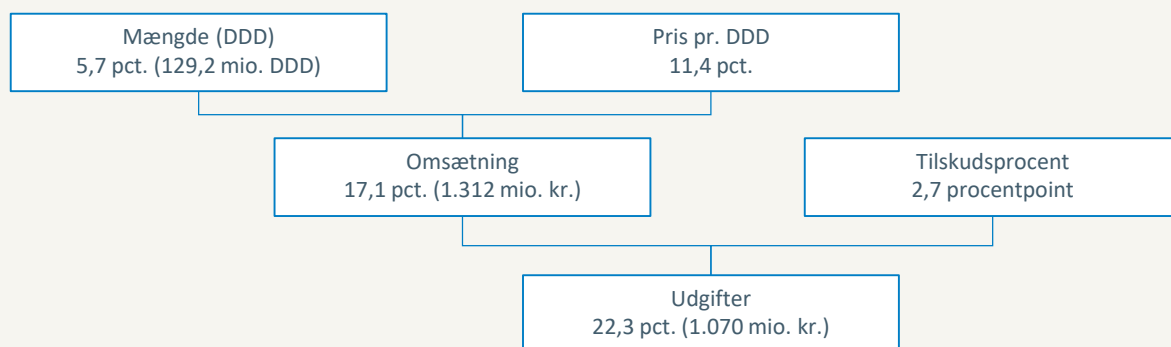 Mængde (DDD)
5,7 pct. (129,2 mio. DDD)
Pris pr. DDD
11,4 pct.
Omsætning
17,1 pct. (1.312 mio. kr.)
Tilskudsprocent
2,7 procentpoint
Udgifter
22,3 pct. (1.070 mio. kr.)